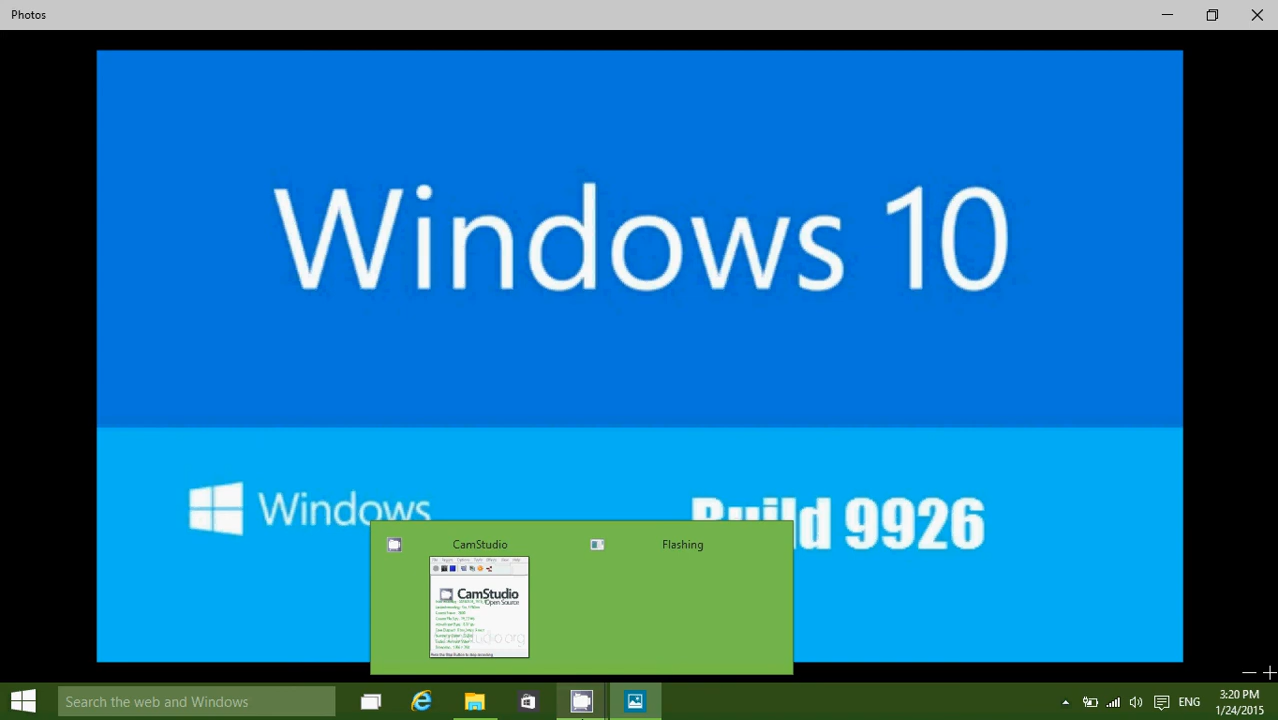 Photos
Windows 10
Windows
Build 9926
CamStudio
Flashing
CamStudio
Open Source
Search the web and Windows
ENG
3:20 PM
1/24/2015